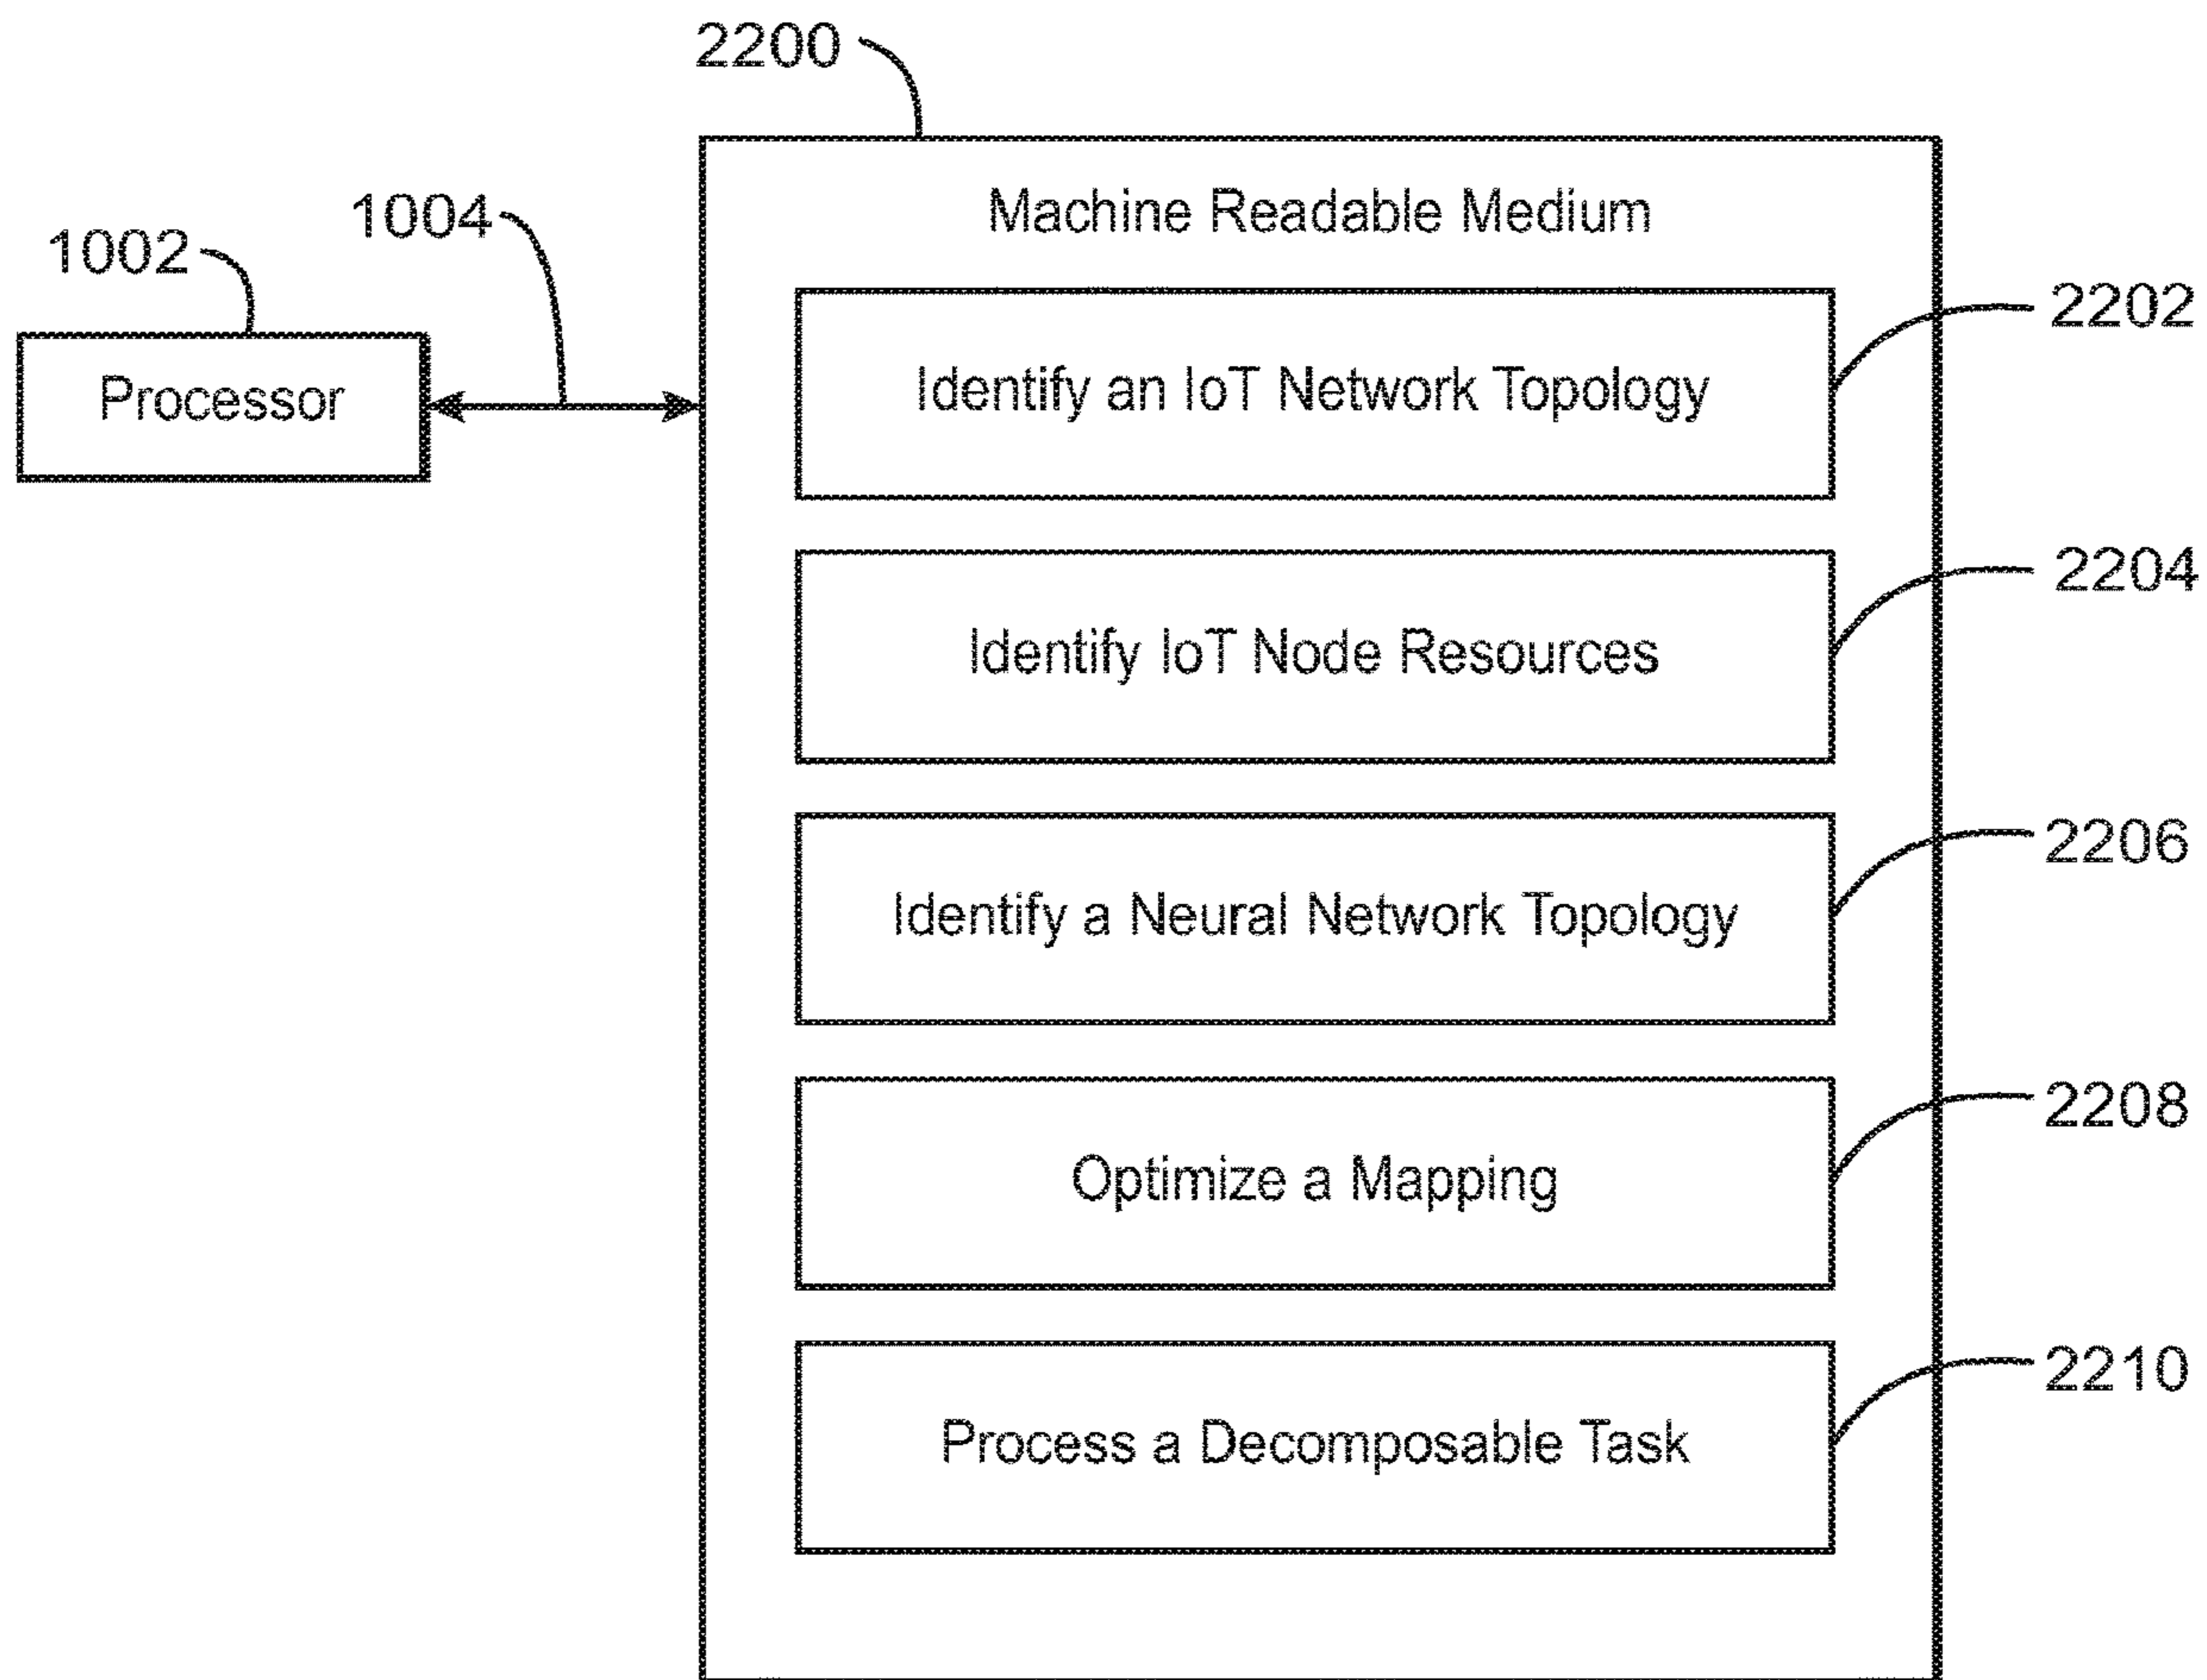 2200
Machine Readable Medium
1004
1002
Processor
Identify an IoT Network Topology
2202
Identify IoT Node Resources
2204
Identify a Neural Network Topology
2206
Optimize a Mapping
2208
Process a Decomposable Task
2210